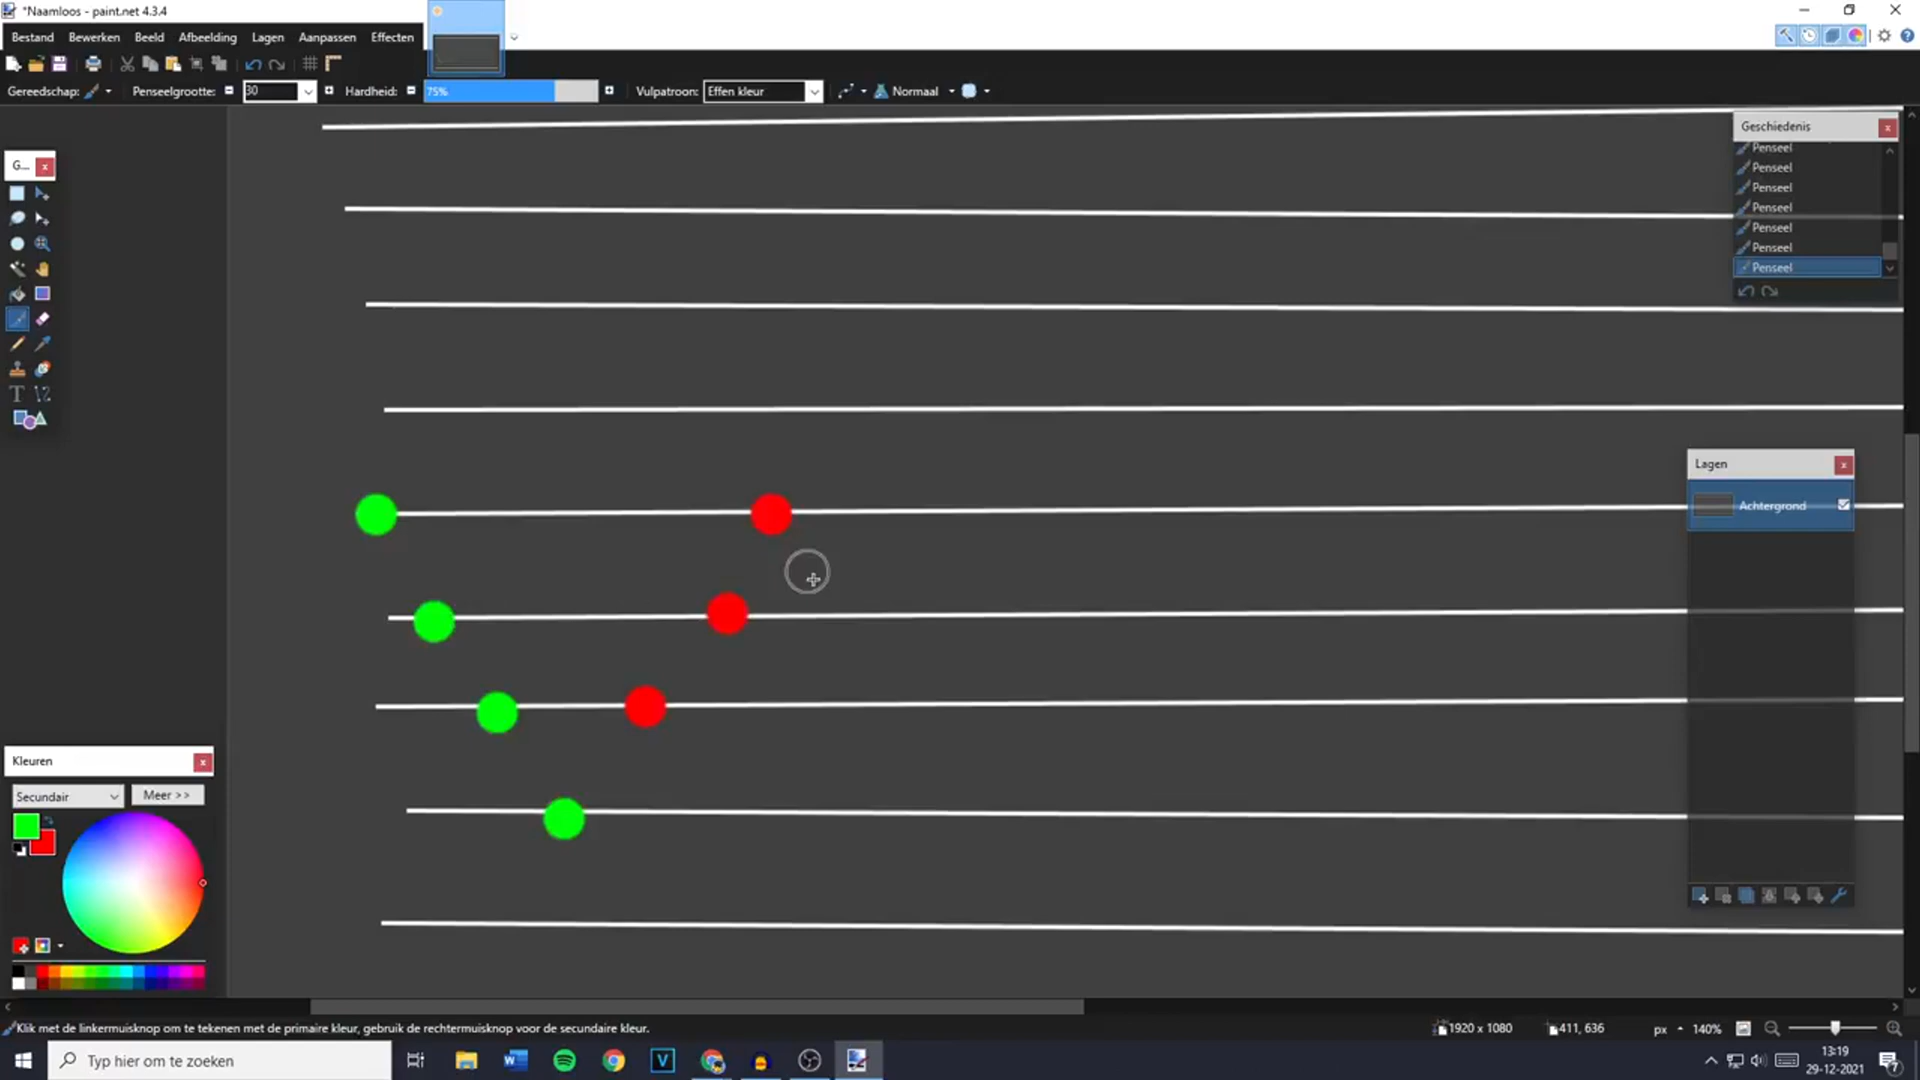 *Naamloos - paint.net 4.3.4
Bestand Bewerken Beeld Afbeelding Lagen Aanpassen Effecten
Gereedschap: Penseelgrootte: 30 Hardheid: 75% Vulpatroon: Effen kleur Normaal
Geschiedenis
Penseel
Penseel
Penseel
Penseel
Penseel
Penseel
Penseel
G...
Lagen
Achtergrond
Kleuren
Secundair Meer >>
Klik met de linkermuisknop om te tekenen met de primaire kleur, gebruik de rechtermuisknop voor de secundaire kleur.
1920 x 1080 411, 636 px 140%
Typ hier om te zoeken
13:19
29-12-2021
7